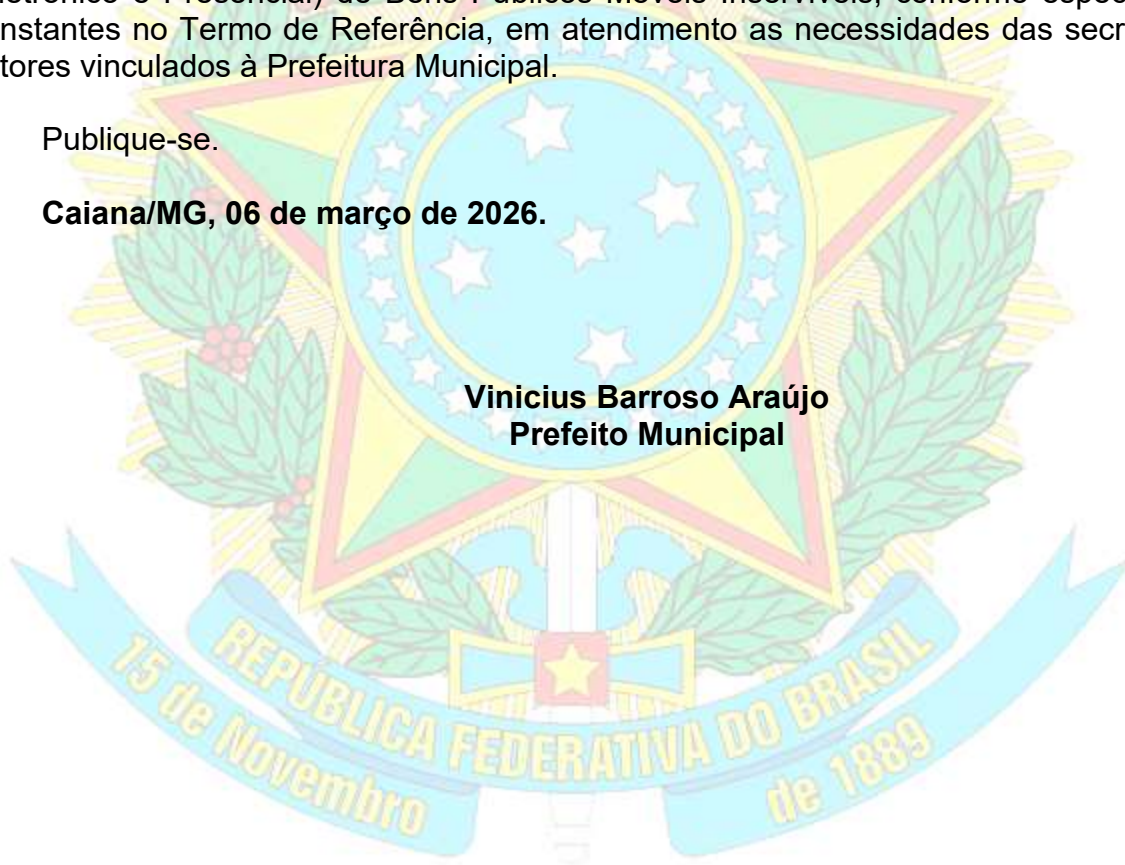 nstantes no Termo de Referência, em atendimento as necessidades das secr
tores vinculados à Prefeitura Municipal.
Publique-se.
Caiana/MG, 06 de março de 2026.
Vinicius Barroso Araújo
Prefeito Municipal
REPÚBLICA FEDERATIVA DO BRASIL
15 de Novembro
de 1889